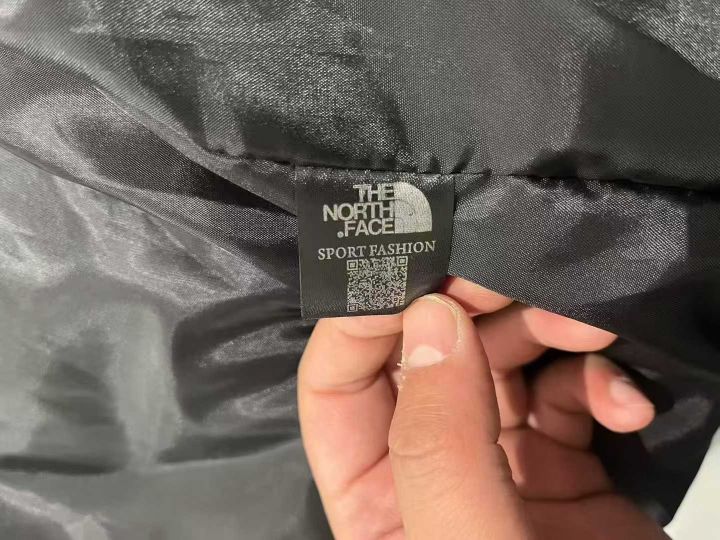 THE
NORTH
.FACE
SPORT FASHION